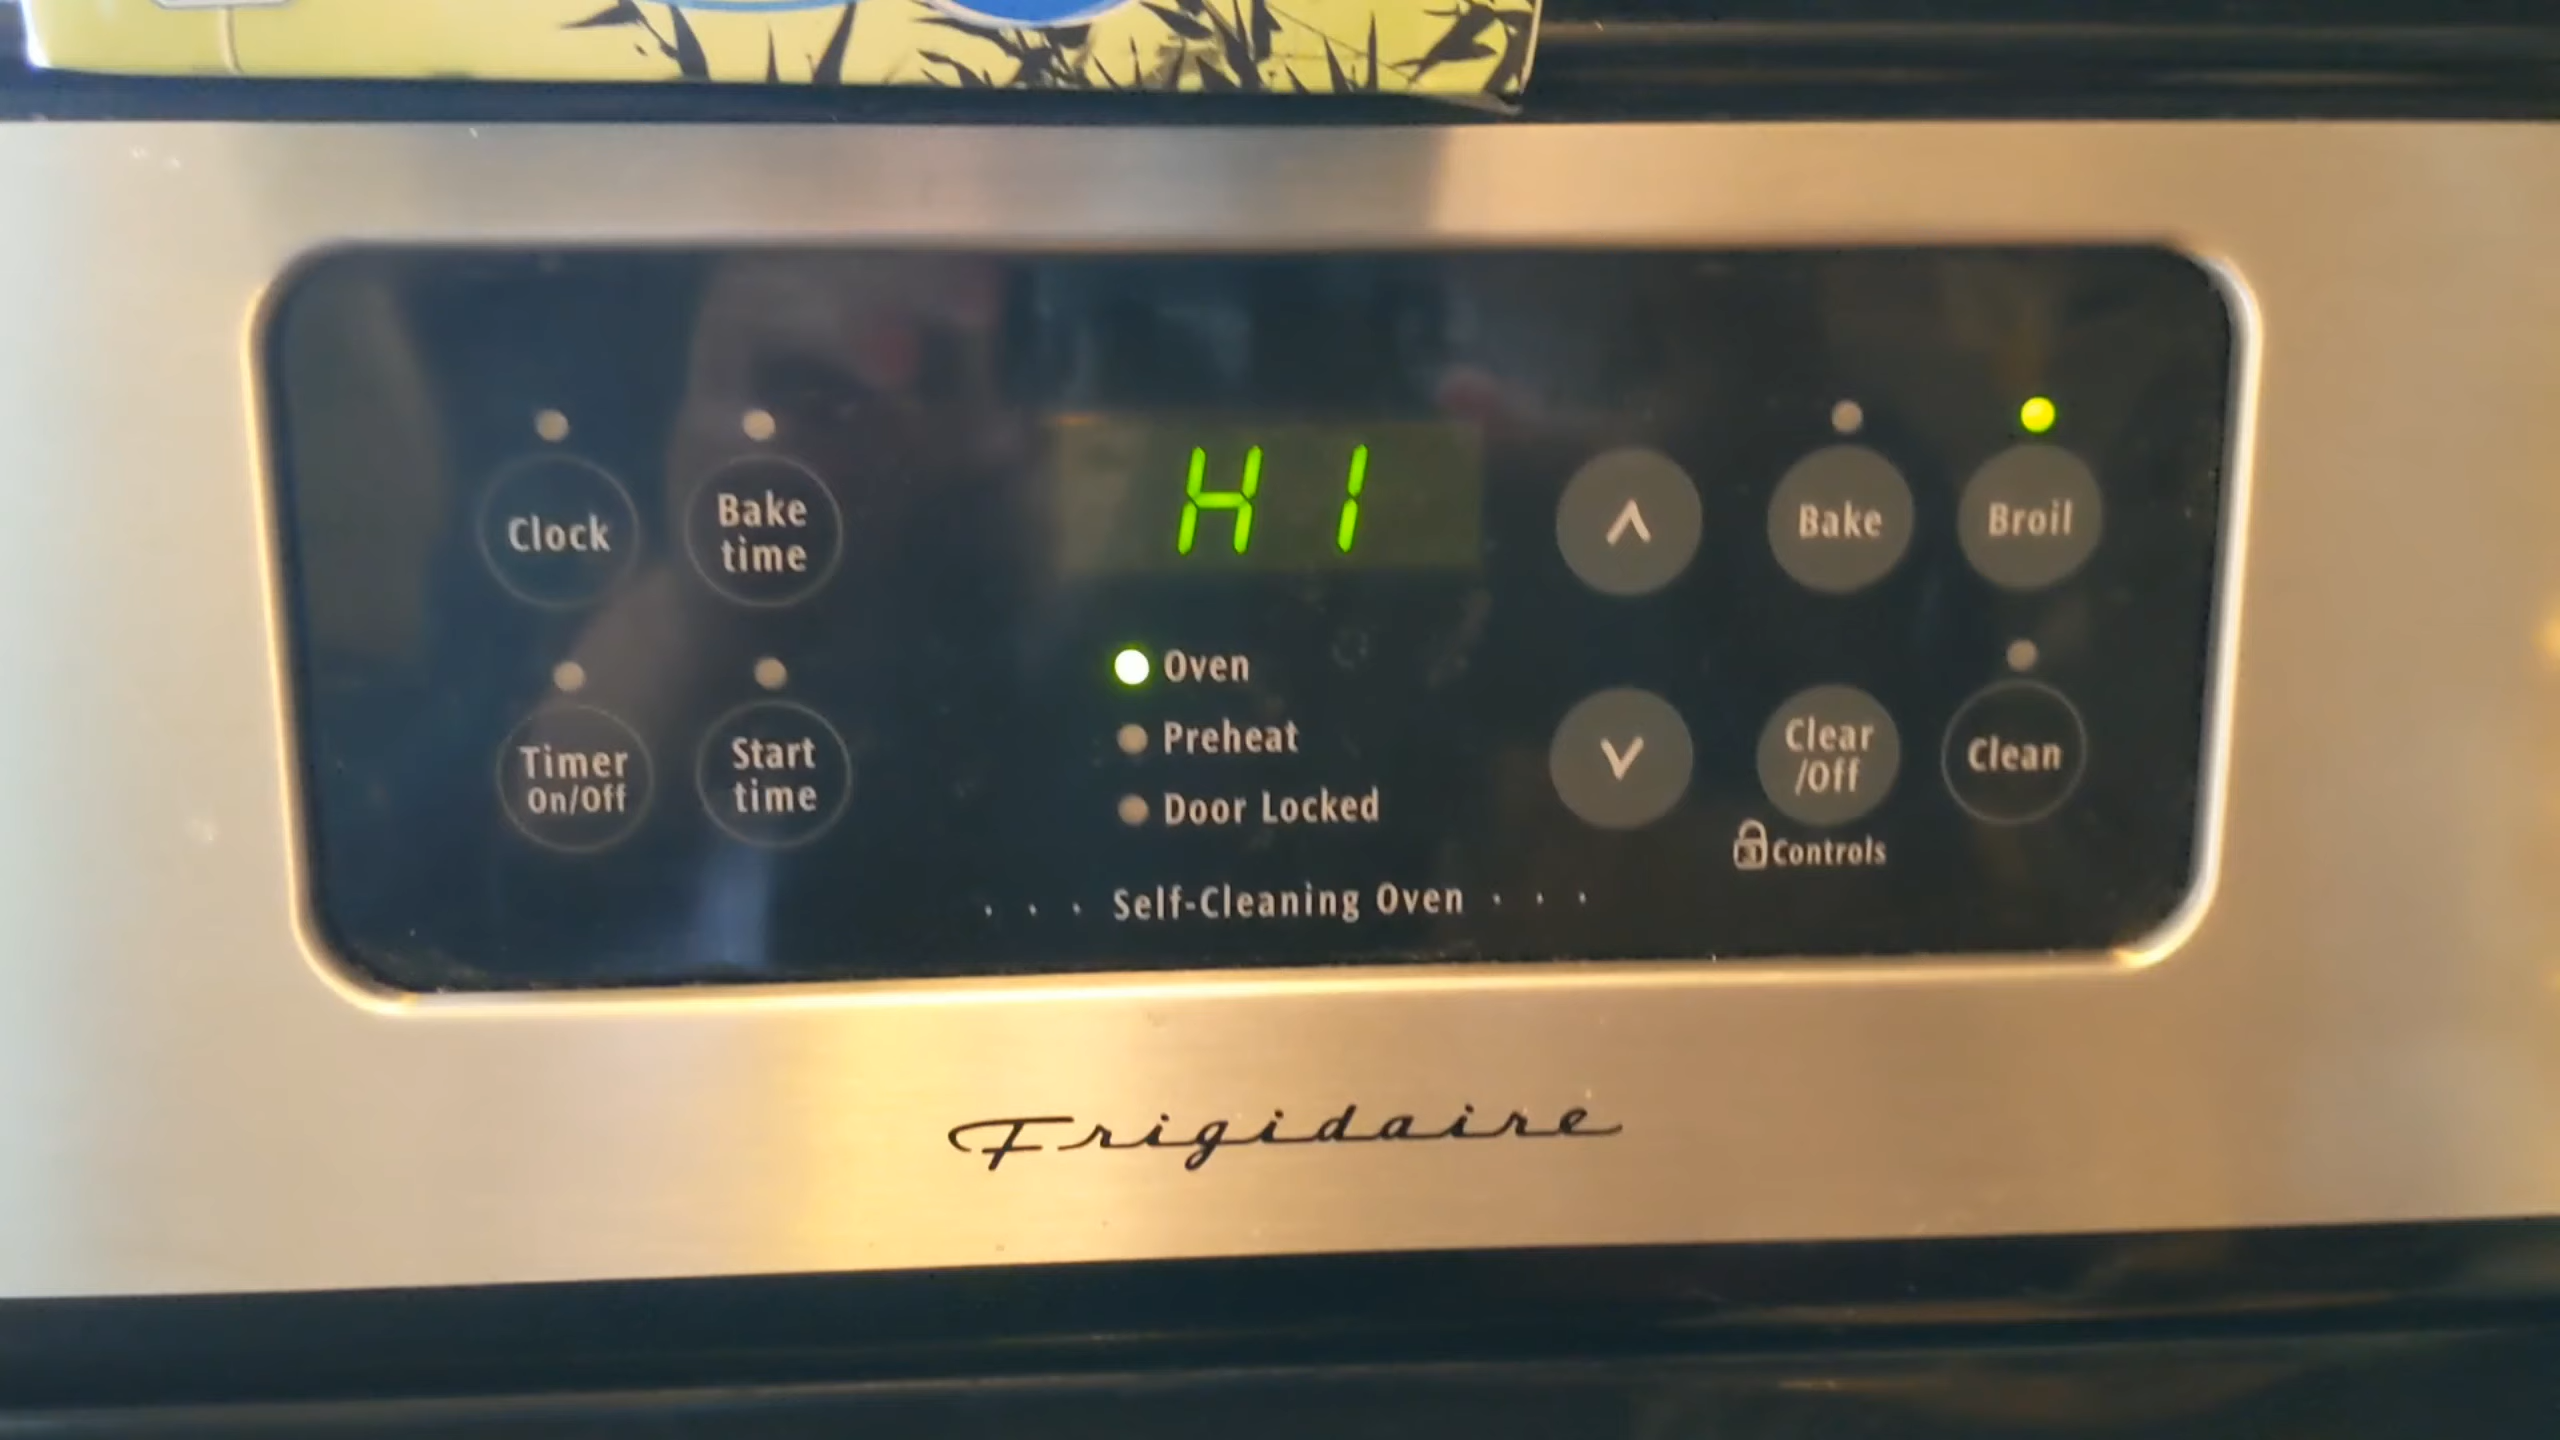 HI
Clock
Bake
time
Bake
Broil
Oven
Preheat
Door Locked
Timer
On/Off
Start
time
Clear
/Off
Clean
Controls
Self-Cleaning Oven
Frigidaire